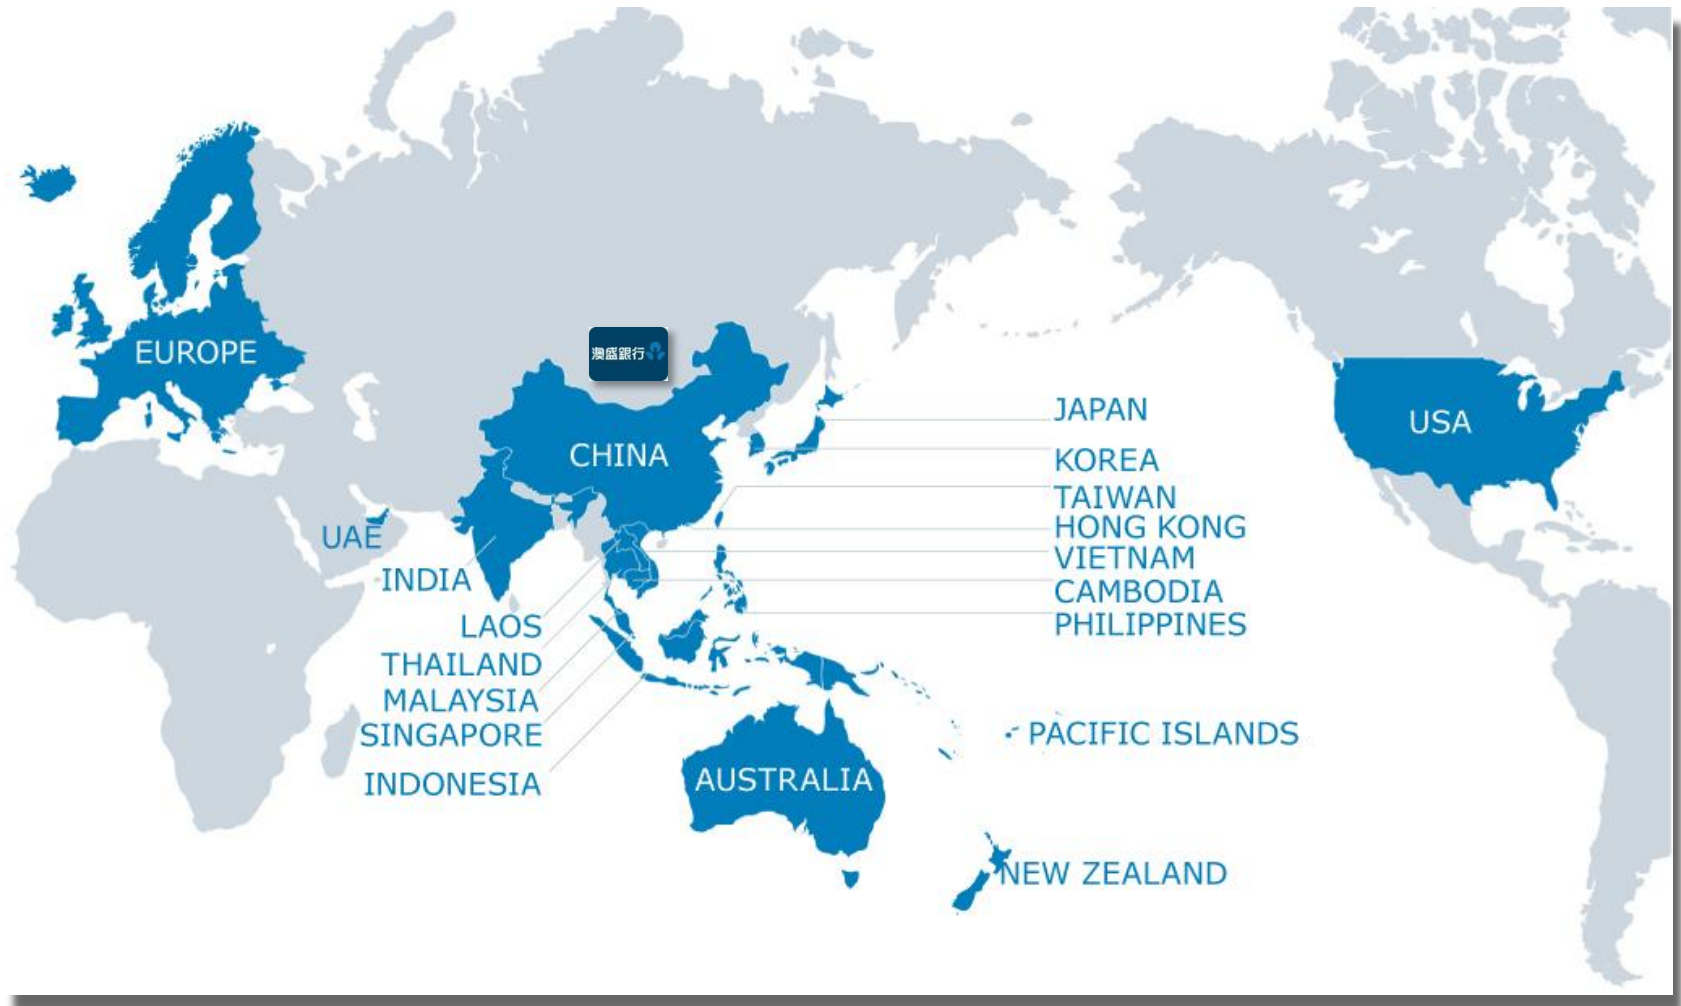 EUROPE
澳盛銀行
CHINA
JAPAN
KOREA
TAIWAN
HONG KONG
VIETNAM
CAMBODIA
PHILIPPINES
USA
UAE
INDIA
LAOS
THAILAND
MALAYSIA
SINGAPORE
INDONESIA
AUSTRALIA
PACIFIC ISLANDS
NEW ZEALAND